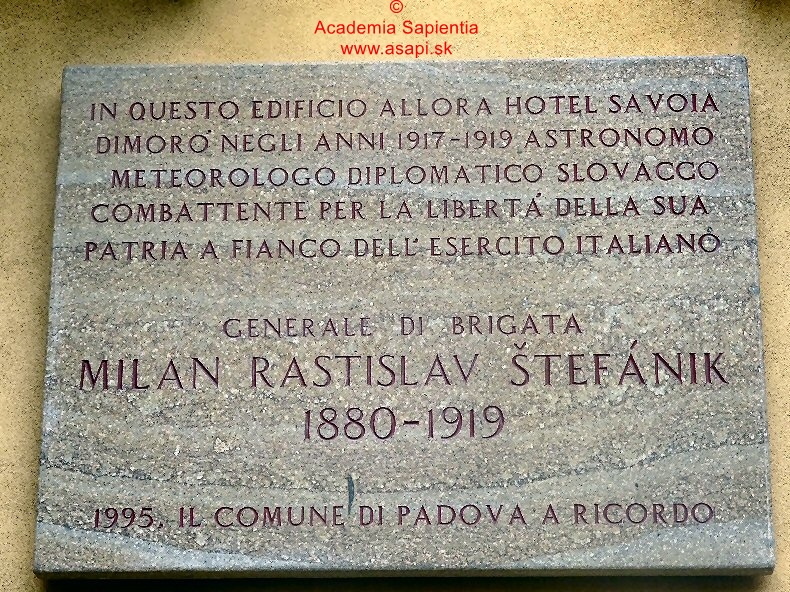 ©
Academia Sapientia
www.asapi.sk
IN QUESTO EDIFICIO ALLORA HOTEL SAVOIA
DIMORO' NEGLI ANNI 1917-1919 ASTRONOMO
METEOROLOGO DIPLOMATICO SLOVACCO
COMBATTENTE PER LA LIBERTÁ DELLA SUA
PATRIA A FIANCO DELL'ESERCITO ITALIANO
GENERALE DI BRIGATA
MILAN RASTISLAV ŠTEFÁNIK
1880-1919
1995. IL COMUNE DI PADOVA A RICORDO